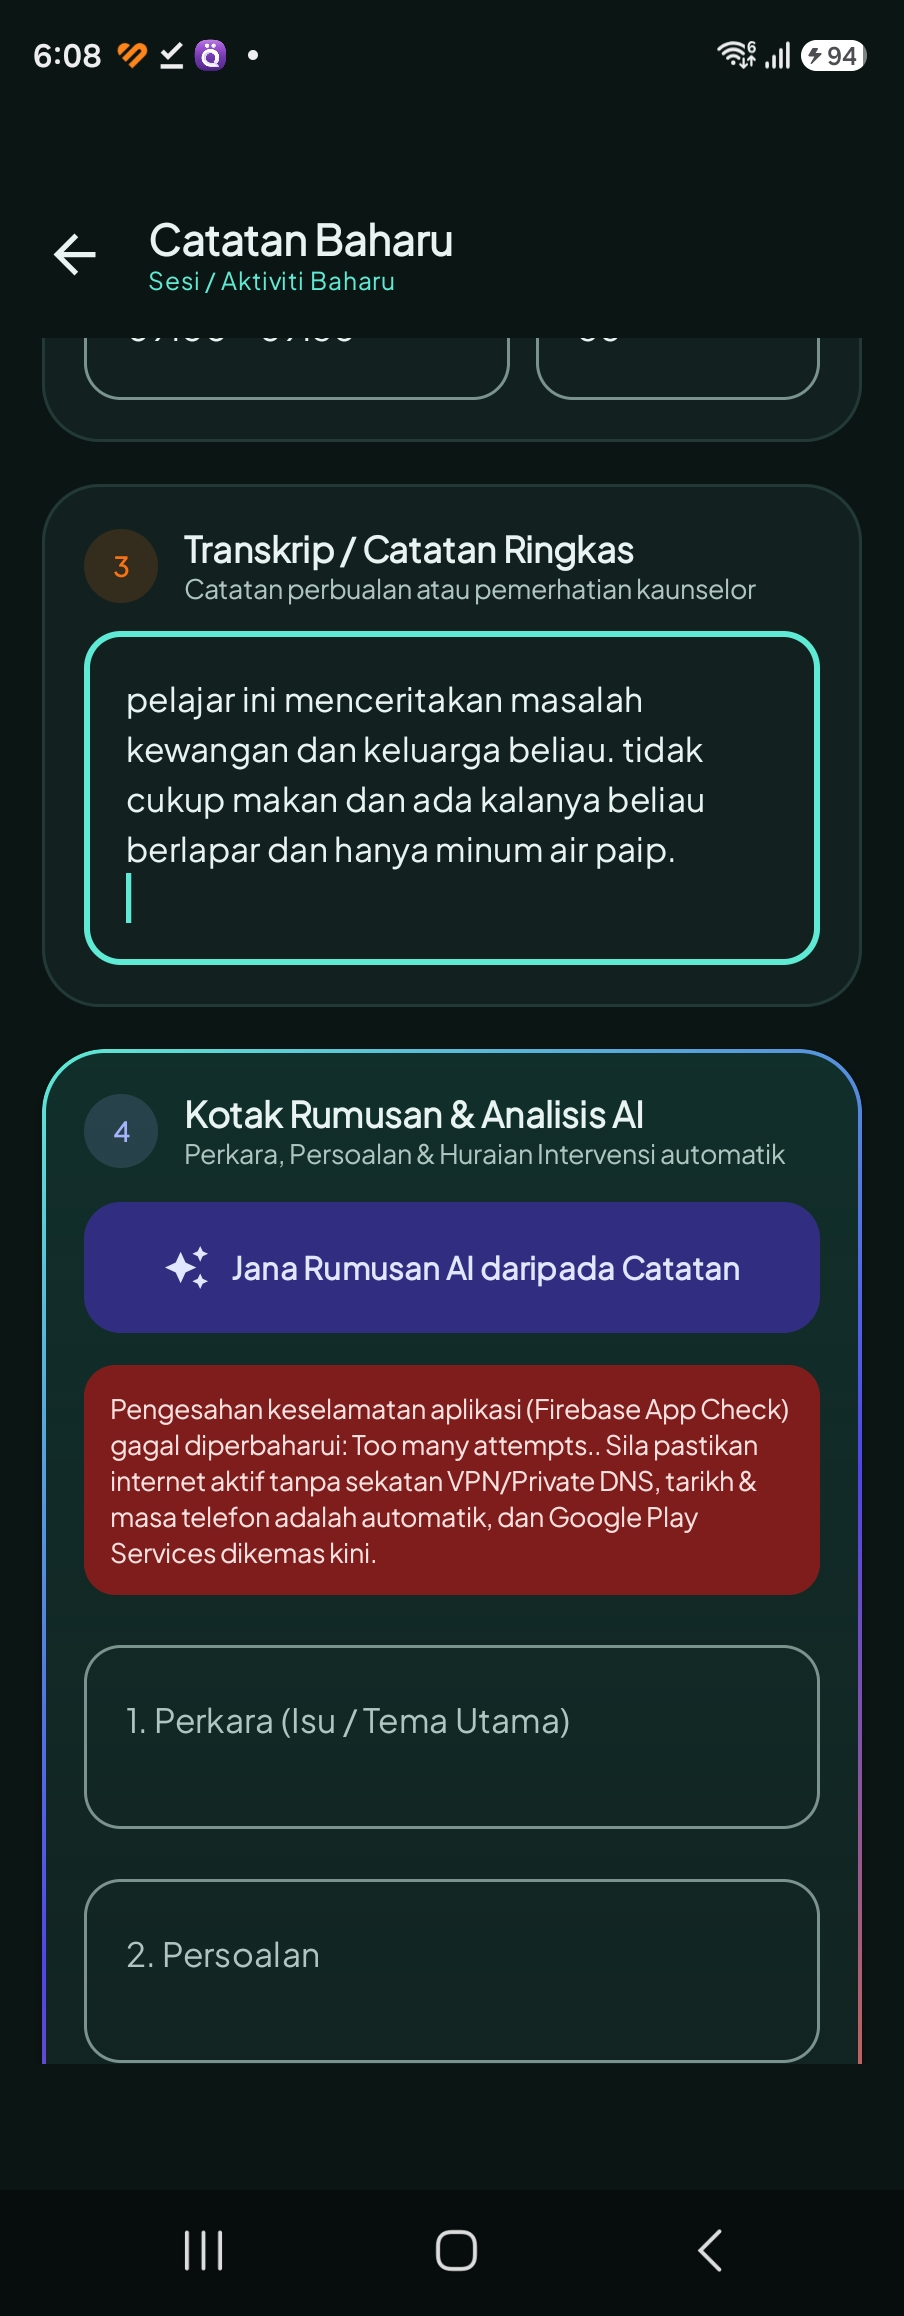 6:08
6
94
Catatan Baharu
Sesi / Aktiviti Baharu
3
Transkrip / Catatan Ringkas
Catatan perbualan atau pemerhatian kaunselor
pelajar ini menceritakan masalah
kewangan dan keluarga beliau. tidak
cukup makan dan ada kalanya beliau
berlapar dan hanya minum air paip.
4
Kotak Rumusan & Analisis AI
Perkara, Persoalan & Huraian Intervensi automatik
Jana Rumusan AI daripada Catatan
Pengesahan keselamatan aplikasi (Firebase App Check)
gagal diperbaharui: Too many attempts.. Sila pastikan
internet aktif tanpa sekatan VPN/Private DNS, tarikh &
masa telefon adalah automatik, dan Google Play
Services dikemas kini.
1. Perkara (Isu / Tema Utama)
2. Persoalan